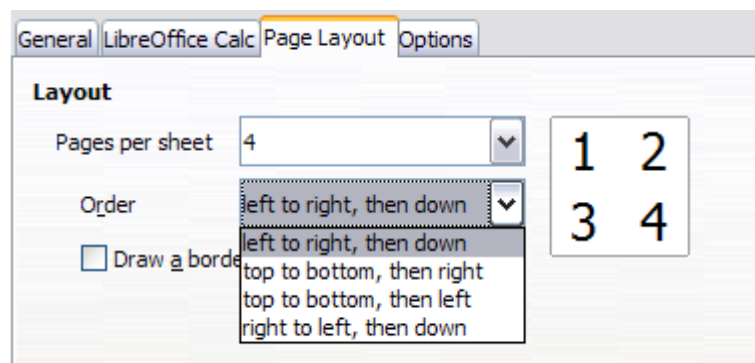 General LibreOffice Calc Page Layout Options
Layout
Pages per sheet 4
1 2
Order left to right, then down
3 4
left to right, then down
Draw a borde
top to bottom, then right
top to bottom, then left
right to left, then down